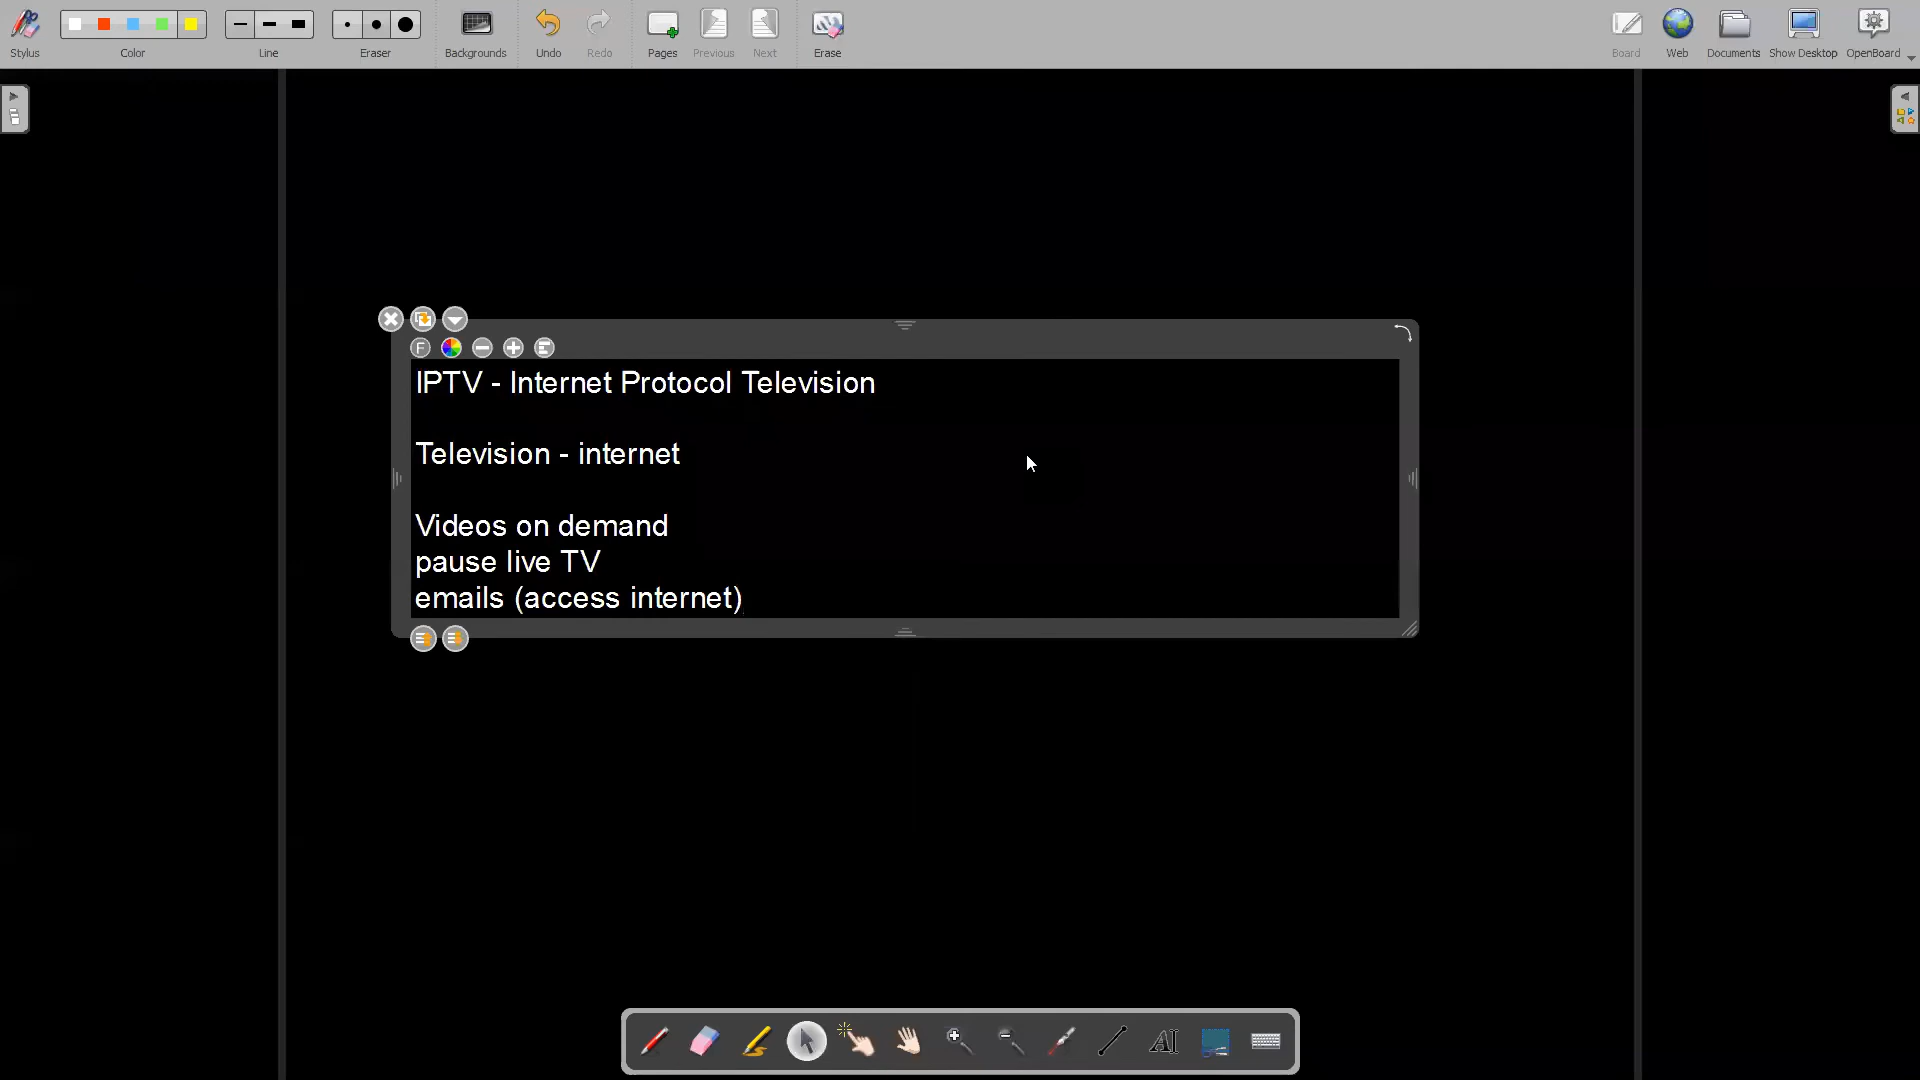 Stylus
Color
Line
Eraser
Backgrounds
Undo
Redo
Pages
Previous
Next
Erase
Board
Web
Documents
Show Desktop
OpenBoard
F
IPTV - Internet Protocol Television
Television - internet
Videos on demand
pause live TV
emails (access internet)
AI